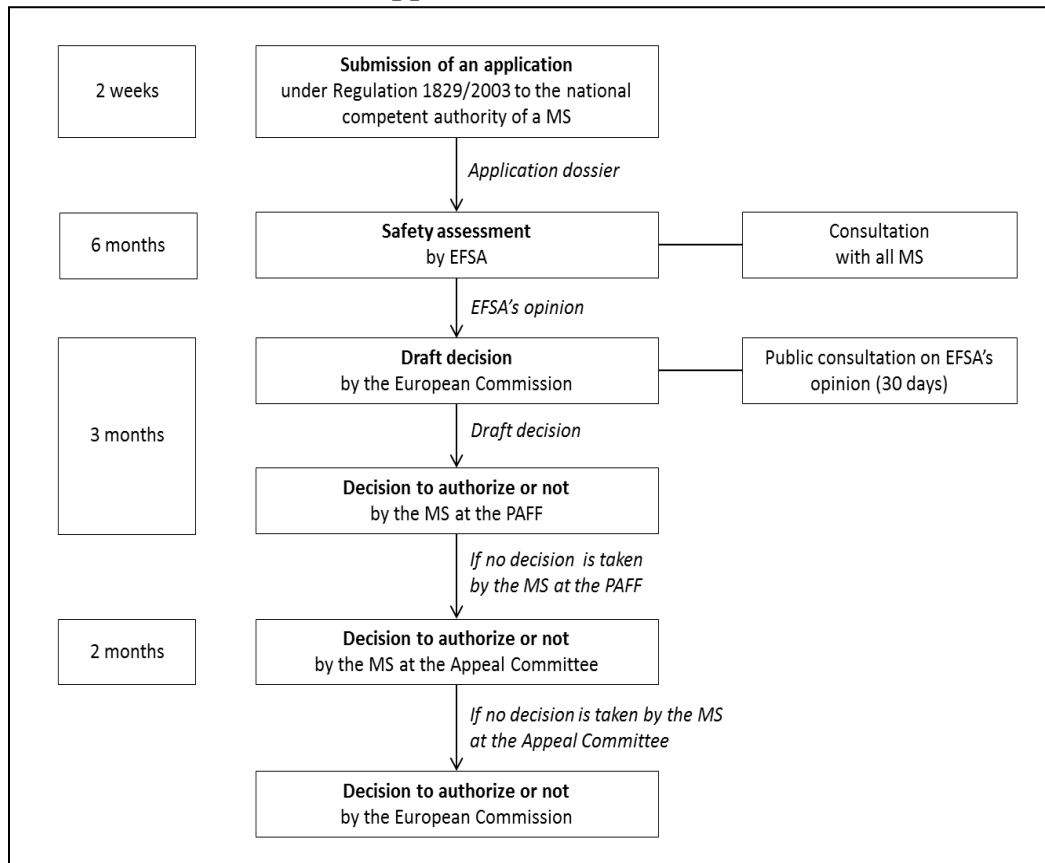 2 weeks
Submission of an application
under Regulation 1829/2003 to the national
competent authority of a MS
Application dossier
6 months
Safety assessment
by EFSA
Consultation
with all MS
EFSA's opinion
3 months
Draft decision
by the European Commission
Public consultation on EFSA's
opinion (30 days)
Draft decision
Decision to authorize or not
by the MS at the PAFF
If no decision is taken
by the MS at the PAFF
2 months
Decision to authorize or not
by the MS at the Appeal Committee
If no decision is taken by the MS
at the Appeal Committee
Decision to authorize or not
by the European Commission